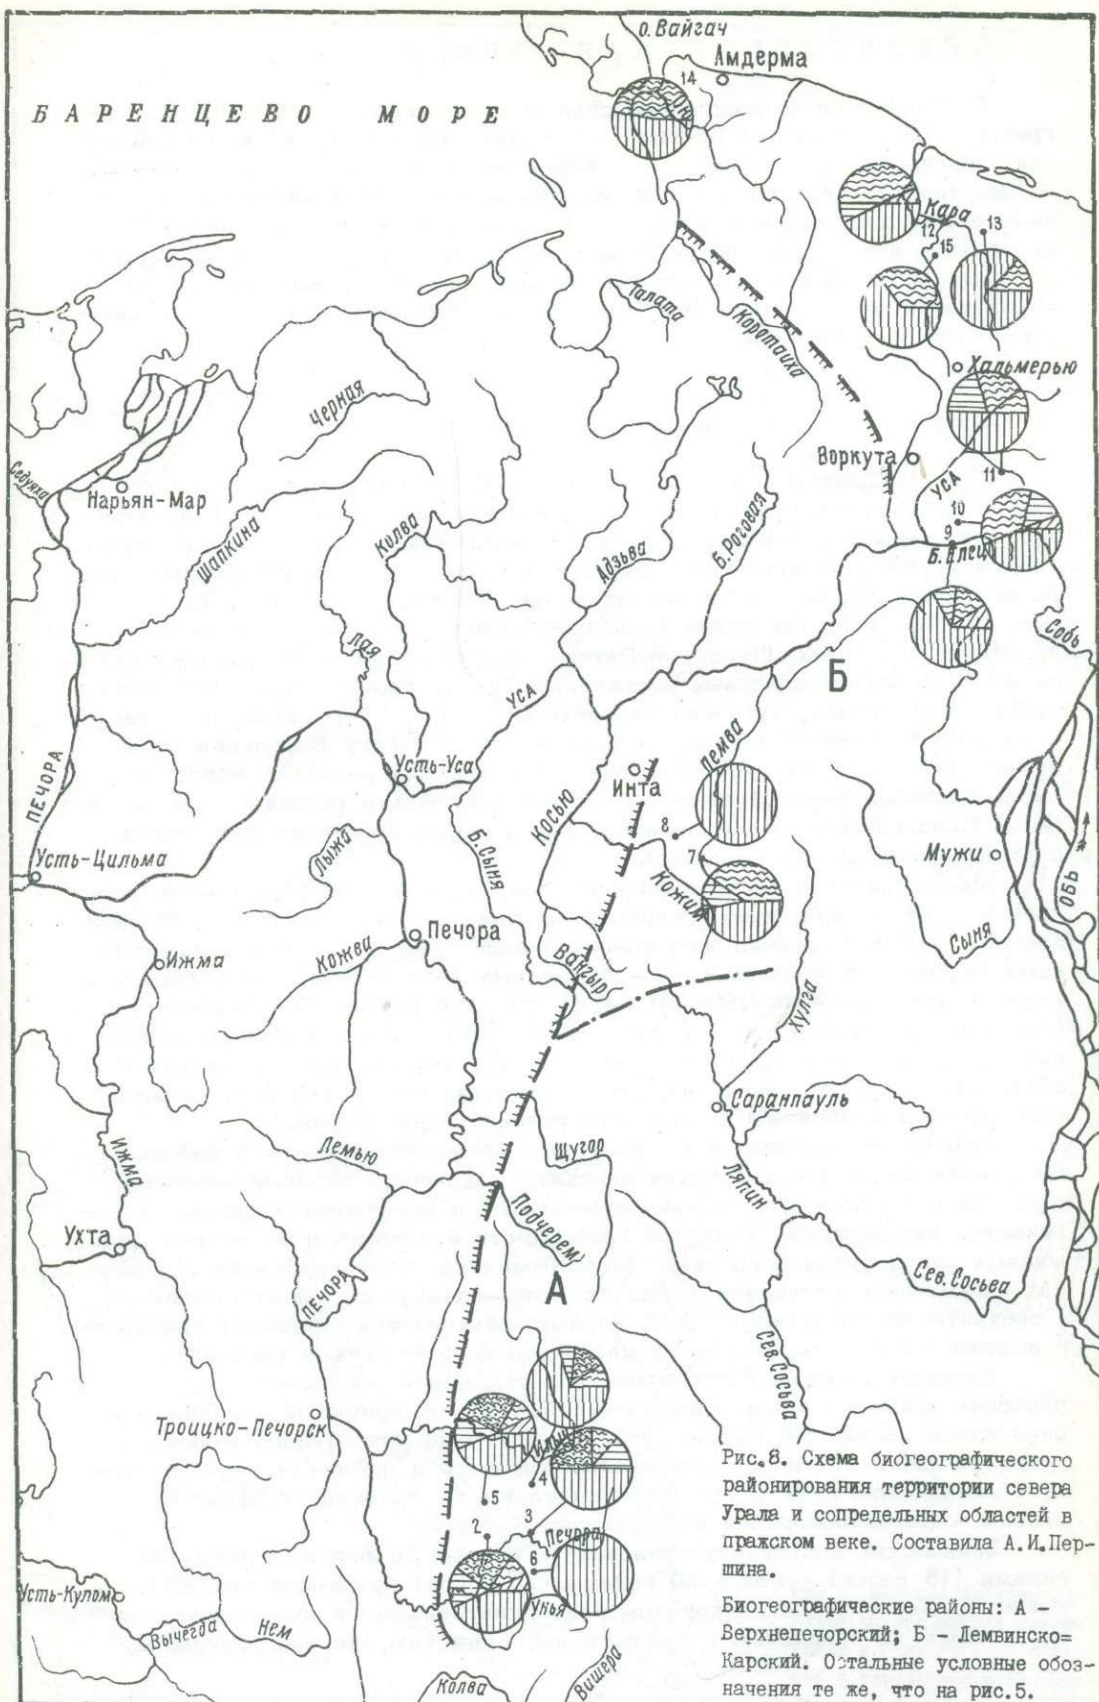 о. Вайгач
Амдерма
14
БАРЕНЦЕВО МОРЕ
Кара
12
13
15
Талата
Коротаиха
Хальмерью
Черная
Воркута
Седуяха
Нарьян-Мар
УСА
11
10
9
Б. Елец
Шапкина
Колва
Адзьва
Б. Роговая
Лая
Собь
Б
УСА
Лемва
ПЕЧОРА
Усть-Уса
Инта
8
Косью
7
Лыжа
Б. Сыня
Мужи
ОБЬ
Усть-Цильма
Кожим
Сыня
Печора
Ижма
Кожва
Вангыр
Хулга
Саранпауль
Щугор
Ижма
Лемью
Ляпин
Подчерем
Ухта
А
ПЕЧОРА
Сев. Сосьва
Сев. Сосьва
Троицко-Печорск
Илыч
4
5
2
3
Печора
6
Усть-Кулом
Унья
Вычегда
Нем
Колва
Вишера
Рис.8. Схема биогеографического
районирования территории севера
Урала и сопредельных областей в
пражском веке. Составила А.И.Пер-
шина.
Биогеографические районы: А -
Верхнепечорский; Б - Лемвинско=
Карский. Остальные условные обоз-
начения те же, что на рис.5.